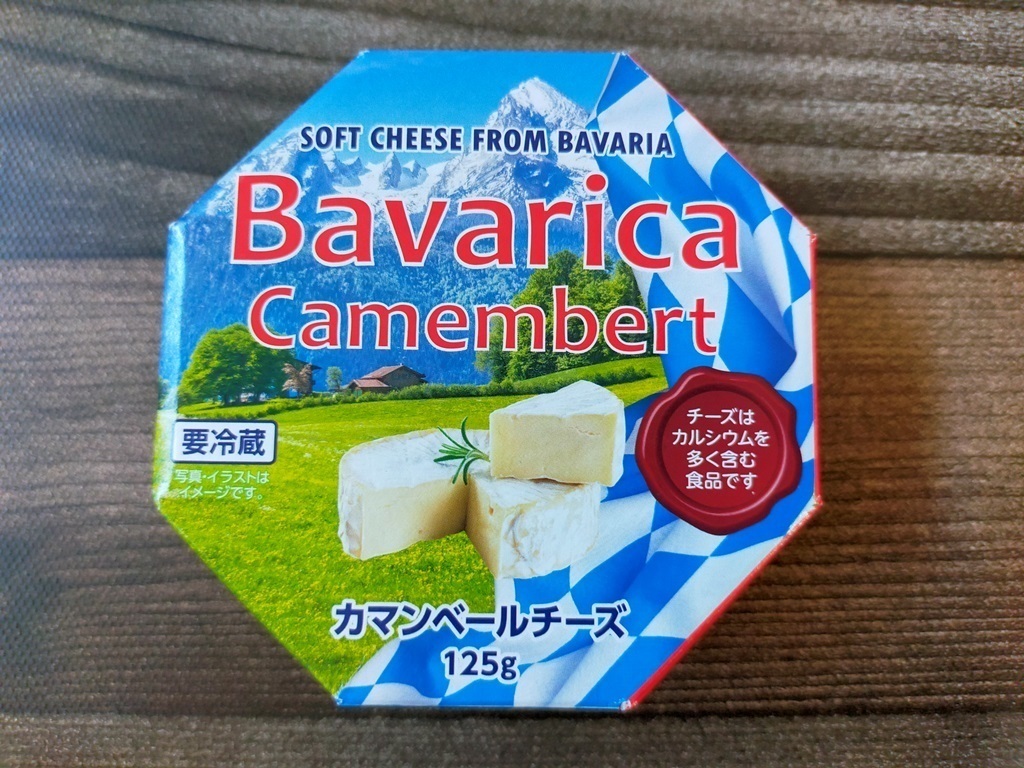 SOFT CHEESE FROM BAVARIA
Bavarica
Camembert
チーズは
カルシウムを
多く含む
食品です
要冷蔵
写真・イラストは
イメージです。
カマンベールチーズ
125g